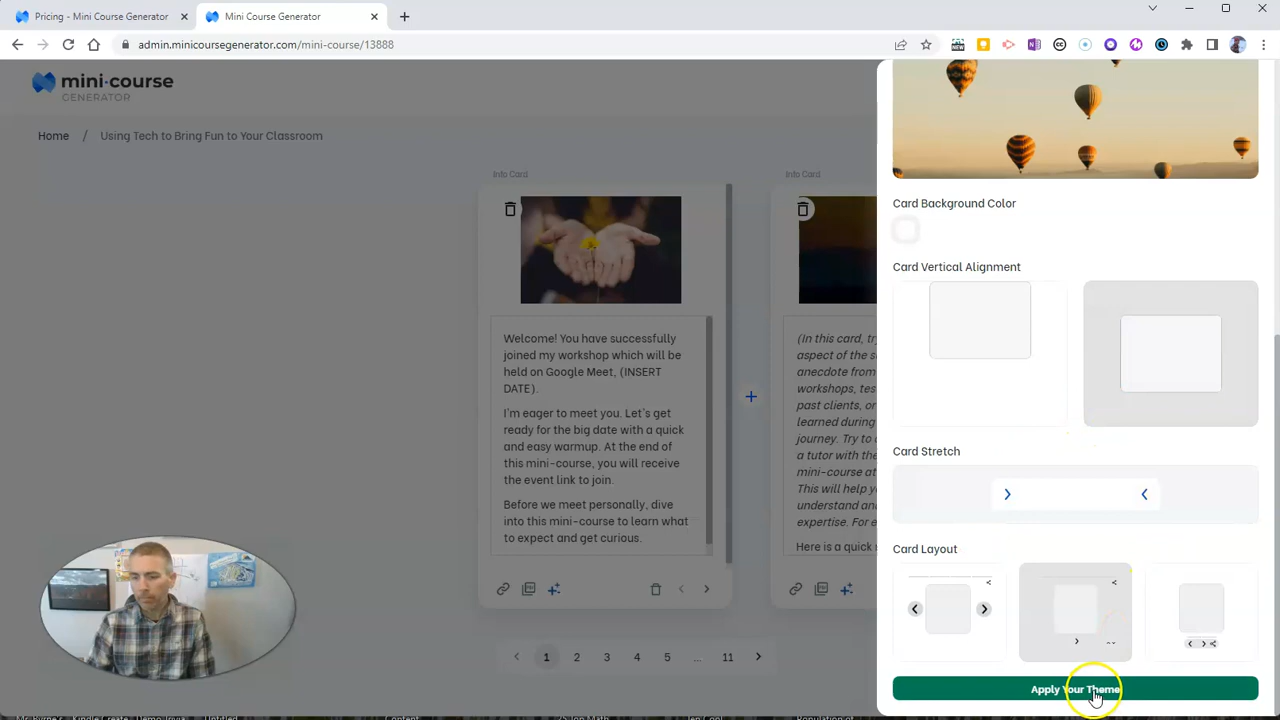 Pricing - Mini Course Generator
Mini Course Generator
admin.minicoursegenerator.com/mini-course/13888
mini·course
GENERATOR
Home / Using Tech to Bring Fun to Your Classroom
Info Card
Welcome! You have successfully
joined my workshop which will be
held on Google Meet, (INSERT
DATE).
I'm eager to meet you. Let's get
ready for the big date with a quick
and easy warmup. At the end of
this mini-course, you will receive
the event link to join.
Before we meet personally, dive
into this mini-course to learn what
to expect and get curious.
Info Card
(In this card, try
aspect of the s
anecdote from
workshops, tes
past clients, or
learned during
journey. Try to
a tutor with the
mini-course at
This will help y
understand an
expertise. For e
Here is a quick
1 2 3 4 5 ... 11
Card Background Color
Card Vertical Alignment
Card Stretch
Card Layout
Apply Your Theme